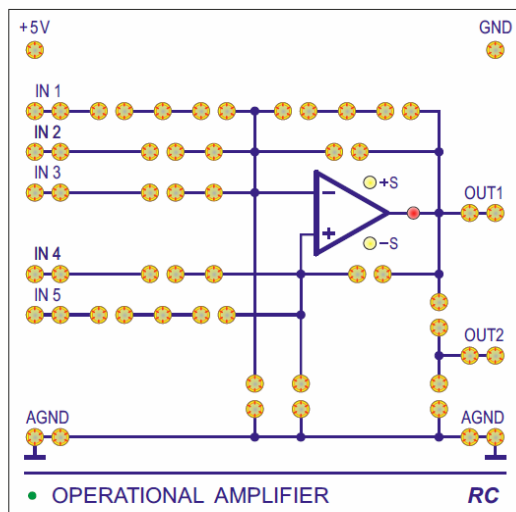 +5V GND
IN 1
IN 2
IN 3
+S
OUT1
−
+
−S
IN 4
IN 5
OUT2
AGND AGND
• OPERATIONAL AMPLIFIER RC